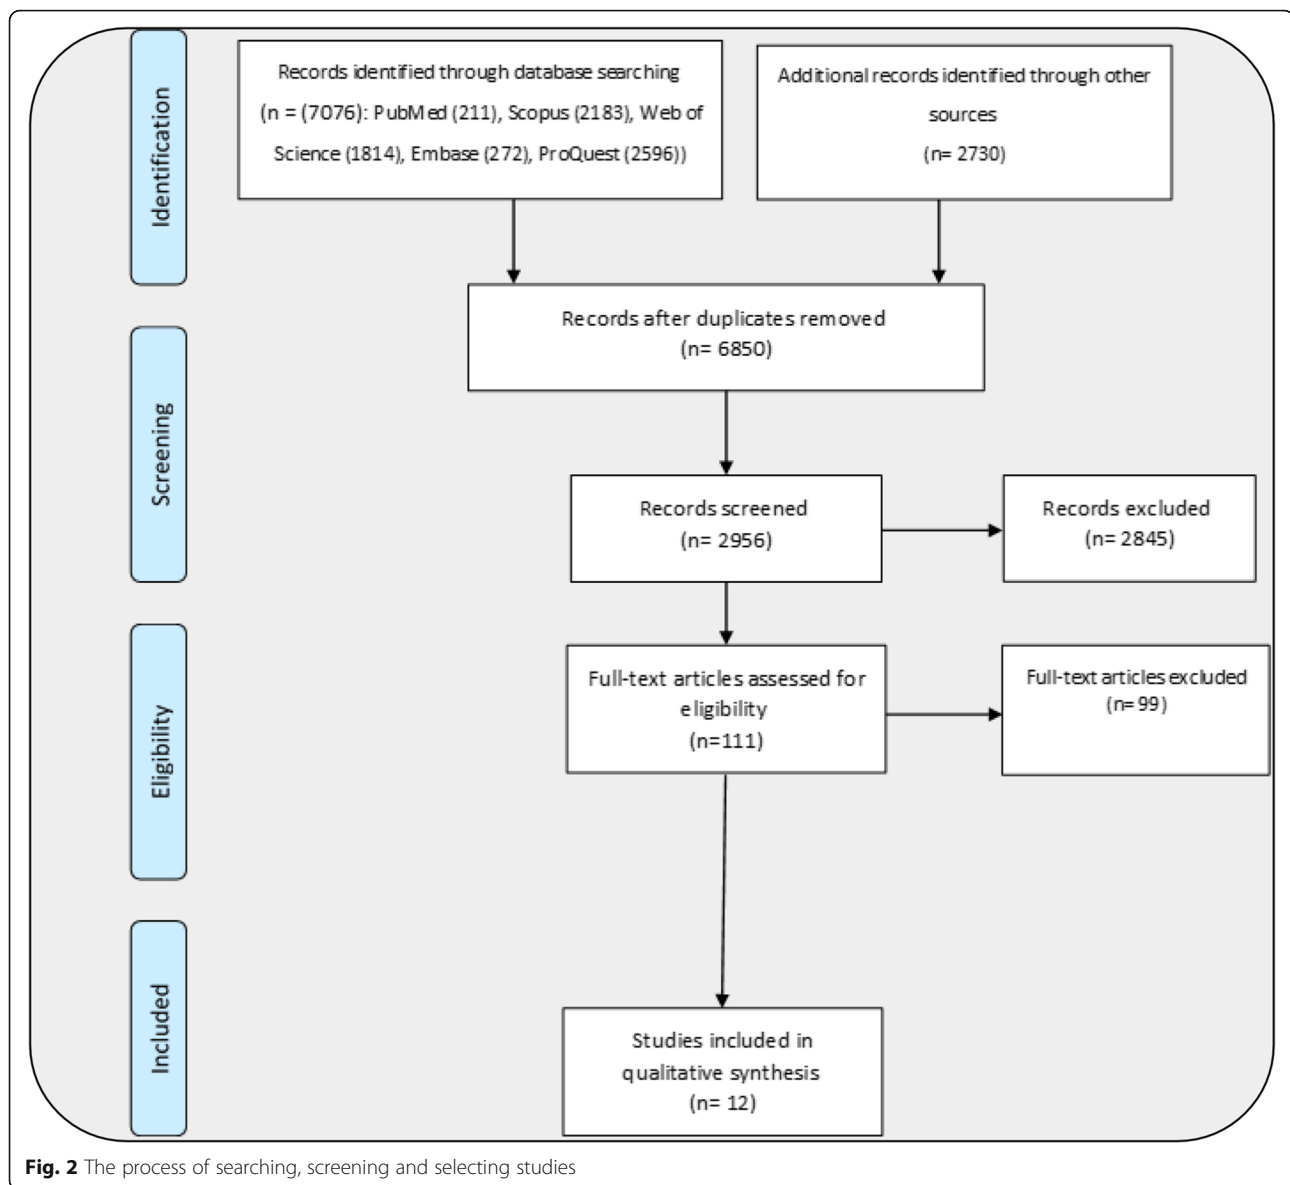 Identification
Records identified through database searching
(n = (7076): PubMed (211), Scopus (2183), Web of
Science (1814), Embase (272), ProQuest (2596))
Additional records identified through other
sources
(n= 2730)
Records after duplicates removed
(n= 6850)
Screening
Records screened
(n= 2956)
Records excluded
(n= 2845)
Eligibility
Full-text articles assessed for
eligibility
(n=111)
Full-text articles excluded
(n= 99)
Included
Studies included in
qualitative synthesis
(n= 12)
Fig. 2 The process of searching, screening and selecting studies